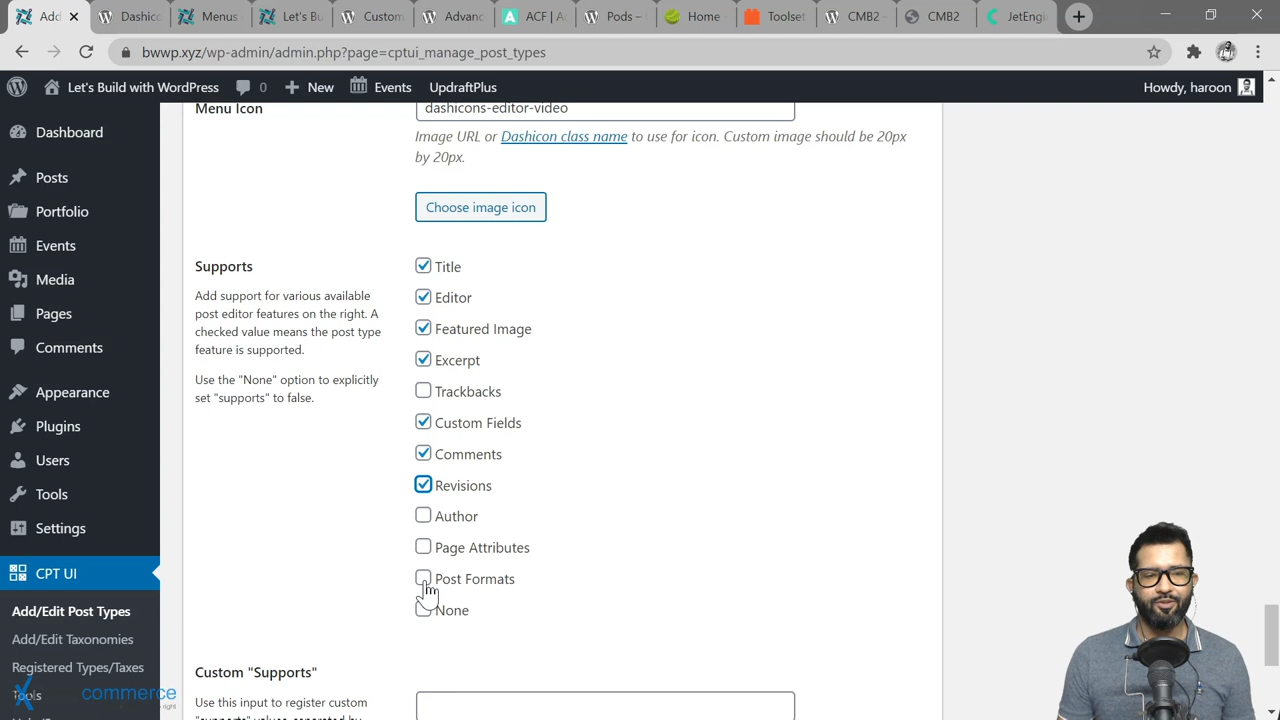 Add
Dashb
Menus
Let's Bu
Custom
Advanc
ACF | A
Pods –
Home -
Toolset
CMB2 –
CMB2
JetEngi
bwwp.xyz/wp-admin/admin.php?page=cptui_manage_post_types
Let's Build with WordPress 0 New Events UpdraftPlus Howdy, haroon
Dashboard
Posts
Portfolio
Events
Media
Pages
Comments
Appearance
Plugins
Users
Tools
Settings
CPT UI
Add/Edit Post Types
Add/Edit Taxonomies
Registered Types/Taxes
Tools
commerce
Menu Icon
dashicons-editor-video
Image URL or Dashicon class name to use for icon. Custom image should be 20px
by 20px.
Choose image icon
Supports
Add support for various available
post editor features on the right. A
checked value means the post type
feature is supported.
Use the "None" option to explicitly
set "supports" to false.
Title
Editor
Featured Image
Excerpt
Trackbacks
Custom Fields
Comments
Revisions
Author
Page Attributes
Post Formats
None
Custom "Supports"
Use this input to register custom